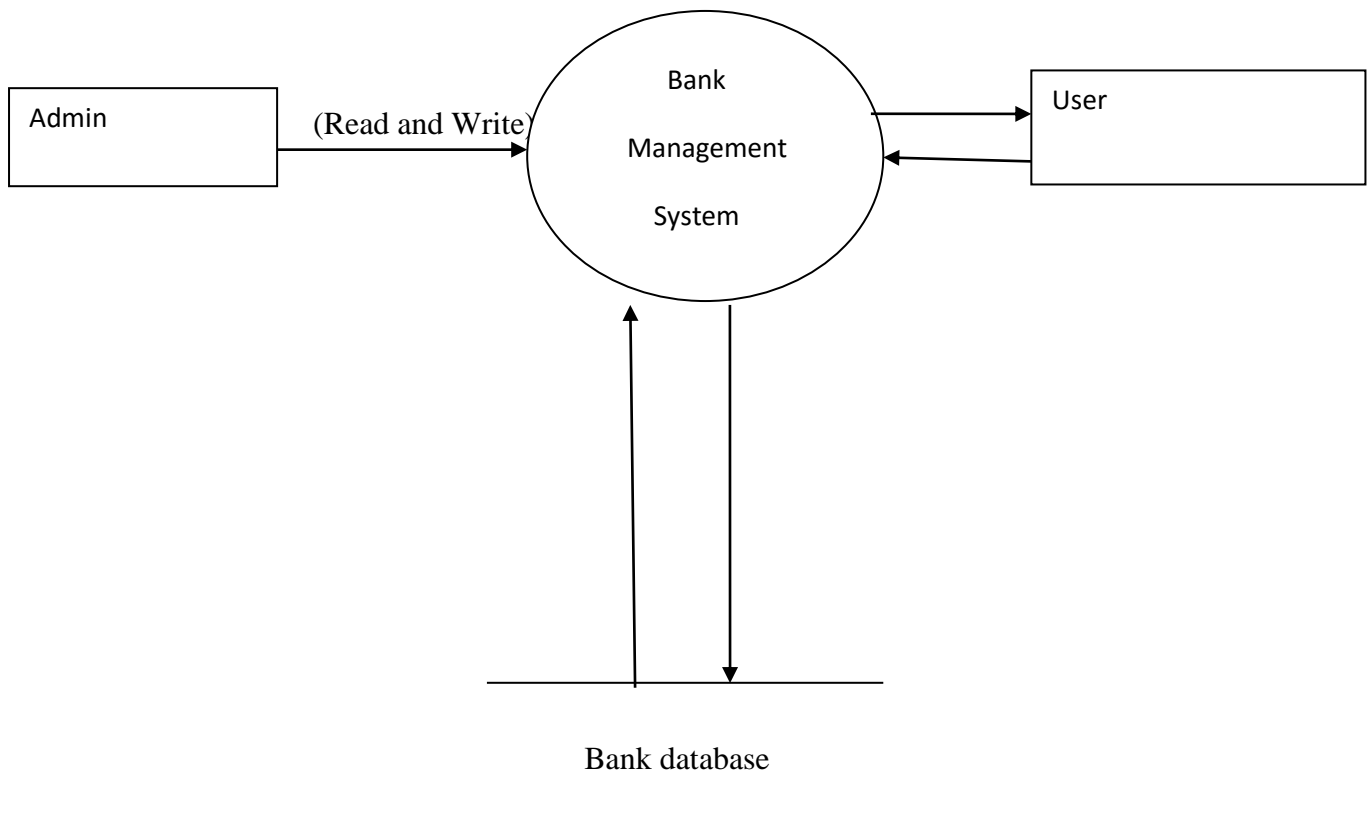 Admin
(Read and Write)
Bank
Management
System
User
Bank database